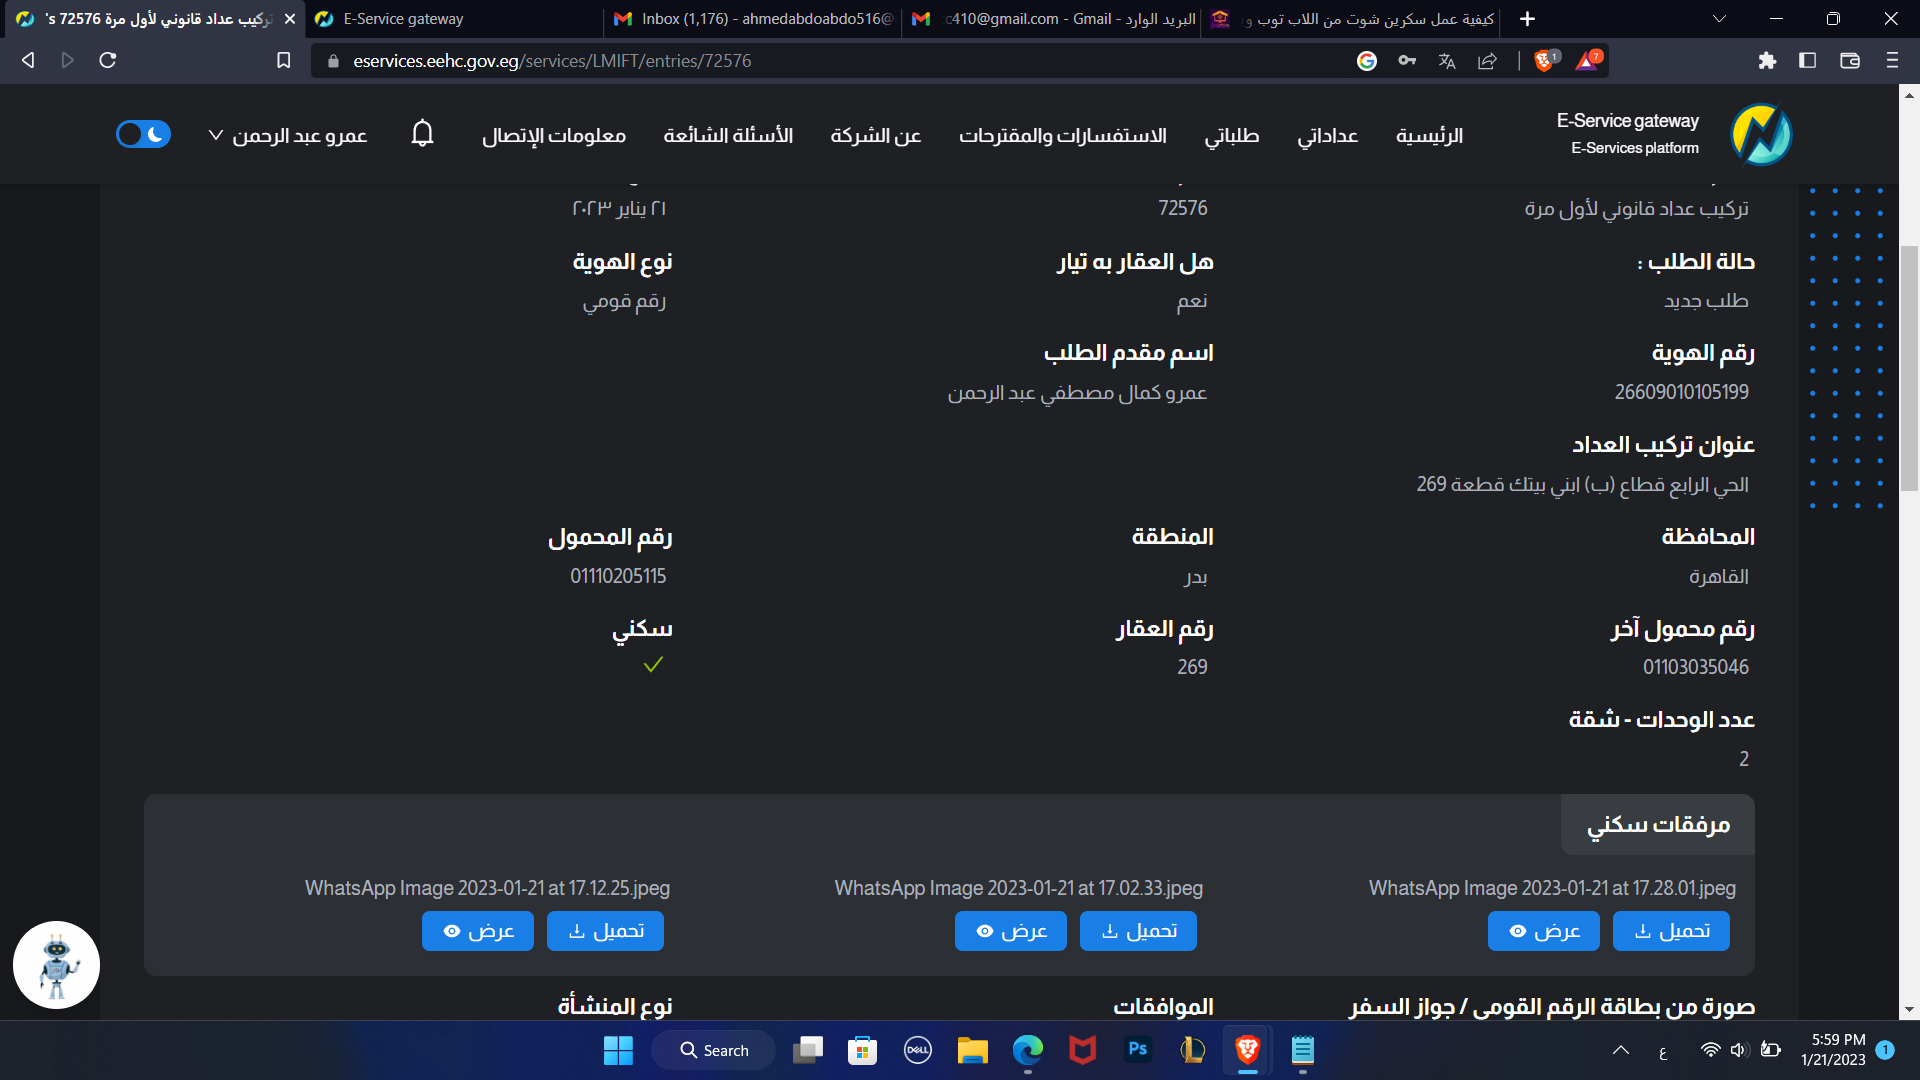 تركيب عداد قانوني لأول مرة 72576 's
E-Service gateway
Inbox (1,176) - ahmedabdoabdo516@
البريد الوارد - c410@gmail.com - Gmail
كيفية عمل سكرين شوت من اللاب توب و
eservices.eehc.gov.eg/services/LMIFT/entries/72576
1
7
E-Service gateway
E-Services platform
الرئيسية
عداداتي
طلباتي
الاستفسارات والمقترحات
عن الشركة
الأسئلة الشائعة
معلومات الإتصال
عمرو عبد الرحمن
تركيب عداد قانوني لأول مرة
72576
٢١ يناير ٢٠٢٣
حالة الطلب :
هل العقار به تيار
نوع الهوية
طلب جديد
نعم
رقم قومي
رقم الهوية
اسم مقدم الطلب
26609010105199
عمرو كمال مصطفي عبد الرحمن
عنوان تركيب العداد
الحي الرابع قطاع (ب) ابني بيتك قطعة 269
المحافظة
المنطقة
رقم المحمول
القاهرة
بدر
01110205115
رقم محمول آخر
رقم العقار
سكني
01103035046
269
عدد الوحدات - شقة
2
مرفقات سكني
WhatsApp Image 2023-01-21 at 17.28.01.jpeg
WhatsApp Image 2023-01-21 at 17.02.33.jpeg
WhatsApp Image 2023-01-21 at 17.12.25.jpeg
تحميل
عرض
تحميل
عرض
تحميل
عرض
صورة من بطاقة الرقم القومي / جواز السفر
الموافقات
نوع المنشأة
Search
DELL
Ps
ع
5:59 PM
1/21/2023
1